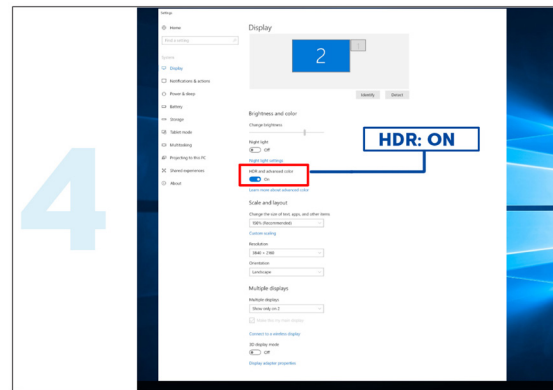 4
Settings
Home
Display
Find a setting
System
Display
Notifications & actions
Power & sleep
Battery
Storage
Tablet mode
Multitasking
Projecting to this PC
Shared experiences
About
2
1
Identify
Detect
Brightness and color
Change brightness
Night light
Off
Night light settings
HDR and advanced color
On
Learn more about advanced color
HDR: ON
Scale and layout
Change the size of text, apps, and other items
100% (Recommended)
Custom scaling
Resolution
3840 × 2160
Orientation
Landscape
Multiple displays
Multiple displays
Show only on 2
Make this my main display
Connect to a wireless display
3D display mode
Off
Display adapter properties